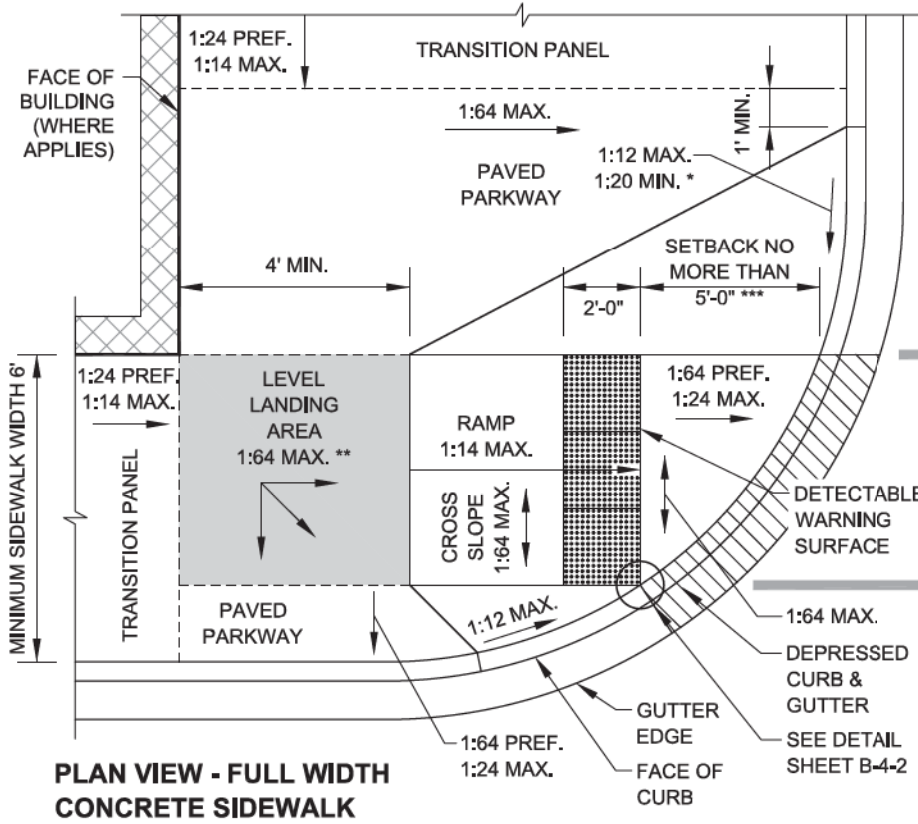 1:24 PREF.
1:14 MAX.
TRANSITION PANEL
FACE OF
BUILDING
(WHERE
APPLIES)
1:64 MAX.
1' MIN.
PAVED
PARKWAY
1:12 MAX.
1:20 MIN. *
4' MIN.
2'-0"
SETBACK NO
MORE THAN
5'-0" ***
MINIMUM SIDEWALK WIDTH 6'
1:24 PREF.
1:14 MAX.
TRANSITION PANEL
LEVEL
LANDING
AREA
1:64 MAX. **
RAMP
1:14 MAX.
CROSS
SLOPE
1:64 MAX.
1:64 PREF.
1:24 MAX.
DETECTABLE
WARNING
SURFACE
PAVED
PARKWAY
1:12 MAX.
1:64 MAX.
DEPRESSED
CURB &
GUTTER
GUTTER
EDGE
SEE DETAIL
SHEET B-4-2
1:64 PREF.
1:24 MAX.
FACE OF
CURB
PLAN VIEW - FULL WIDTH
CONCRETE SIDEWALK